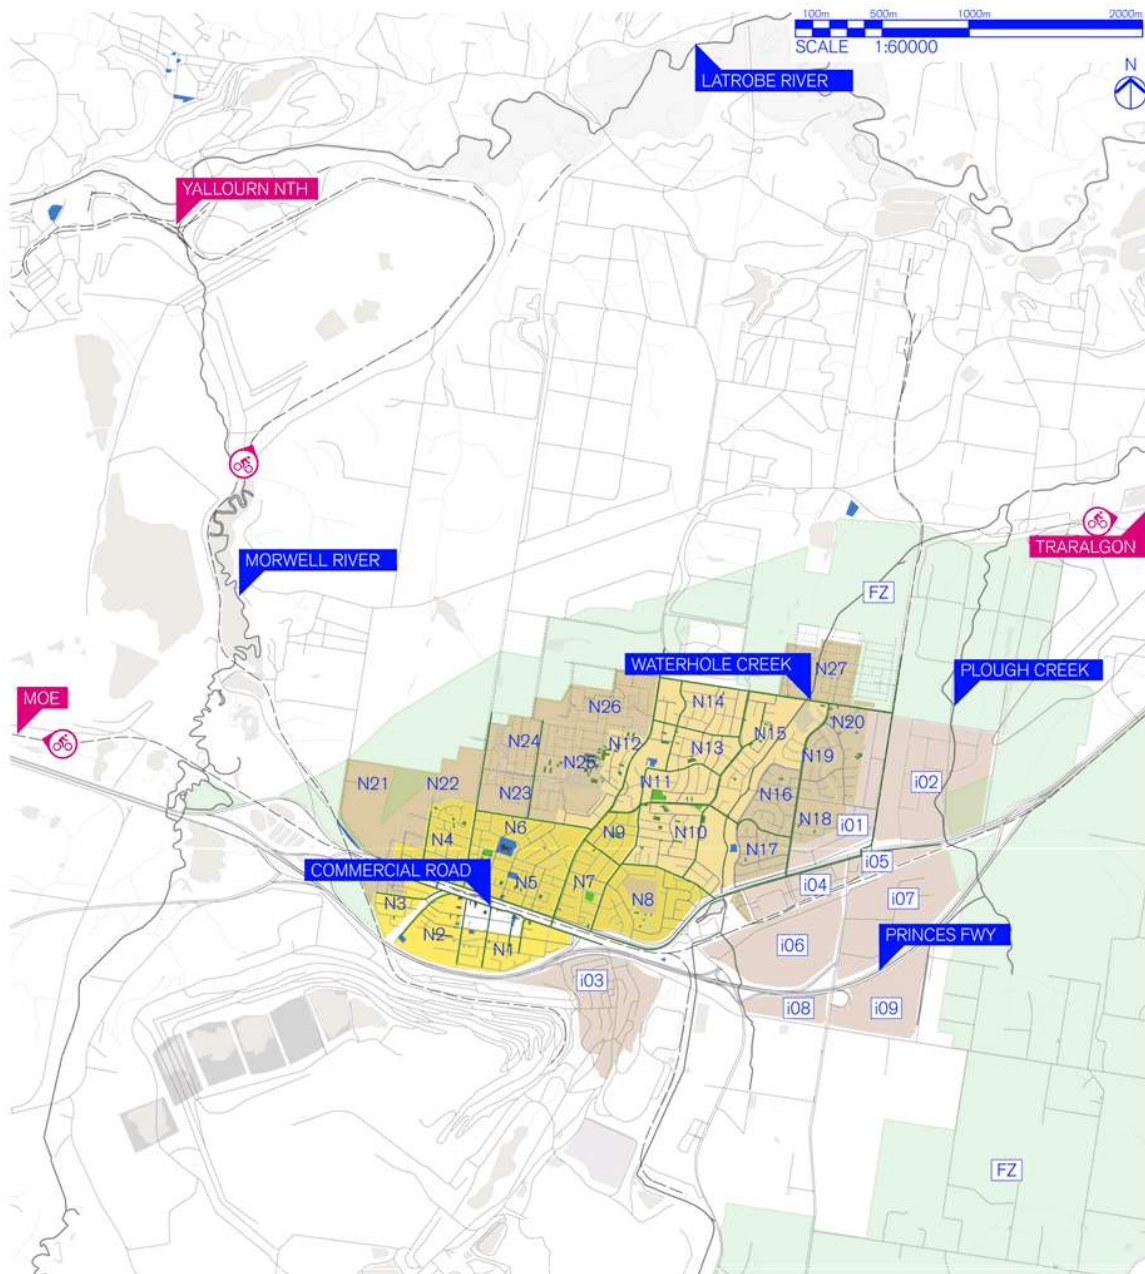 100m 500m 1000m 2000m
SCALE 1:60000
N
LATROBE RIVER
YALLOURN NTH
MORWELL RIVER
TRARALGON
FZ
WATERHOLE CREEK
N27
PLOUGH CREEK
MOE
N26
N14
N20
N15
N24
N12
N13
N19
N25
i02
N21
N22
N11
N23
N16
N18
i01
N6
N9
N10
N4
N17
i05
COMMERCIAL ROAD
N5
N7
N8
i04
i07
N3
N2
N1
i06
PRINCES FWY
i03
i08
i09
FZ